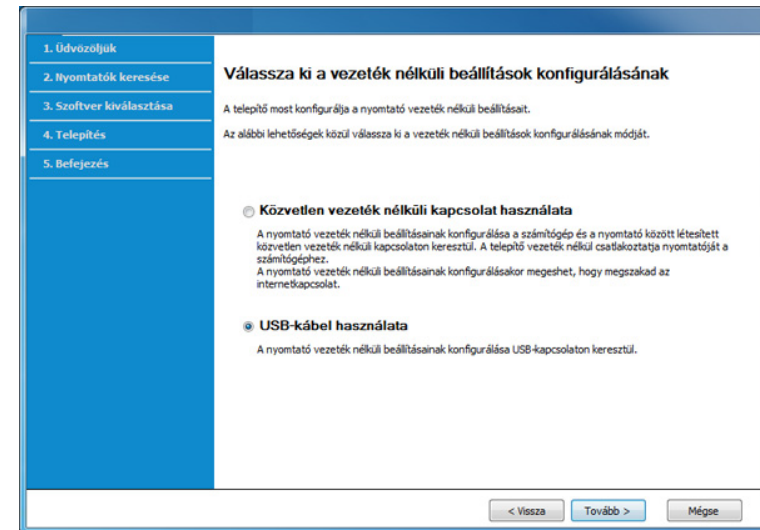 1. Üdvözöljük
2. Nyomtatók keresése
3. Szoftver kiválasztása
4. Telepítés
5. Befejezés
Válassza ki a vezeték nélküli beállítások konfigurálásának
A telepítő most konfigurálja a nyomtató vezeték nélküli beállításait.
Az alábbi lehetőségek közül válassza ki a vezeték nélküli beállítások konfigurálásának módját.
Közvetlen vezeték nélküli kapcsolat használata
A nyomtató vezeték nélküli beállításainak konfigurálása a számítógép és a nyomtató között létesített
közvetlen vezeték nélküli kapcsolaton keresztül. A telepítő vezeték nélkül csatlakoztatja nyomtatóját a
számítógéphez.
A nyomtató vezeték nélküli beállításainak konfigurálásakor megeshet, hogy megszakad az
internetkapcsolat.
USB-kábel használata
A nyomtató vezeték nélküli beállításainak konfigurálása USB-kapcsolaton keresztül.
< Vissza
Tovább >
Mégse